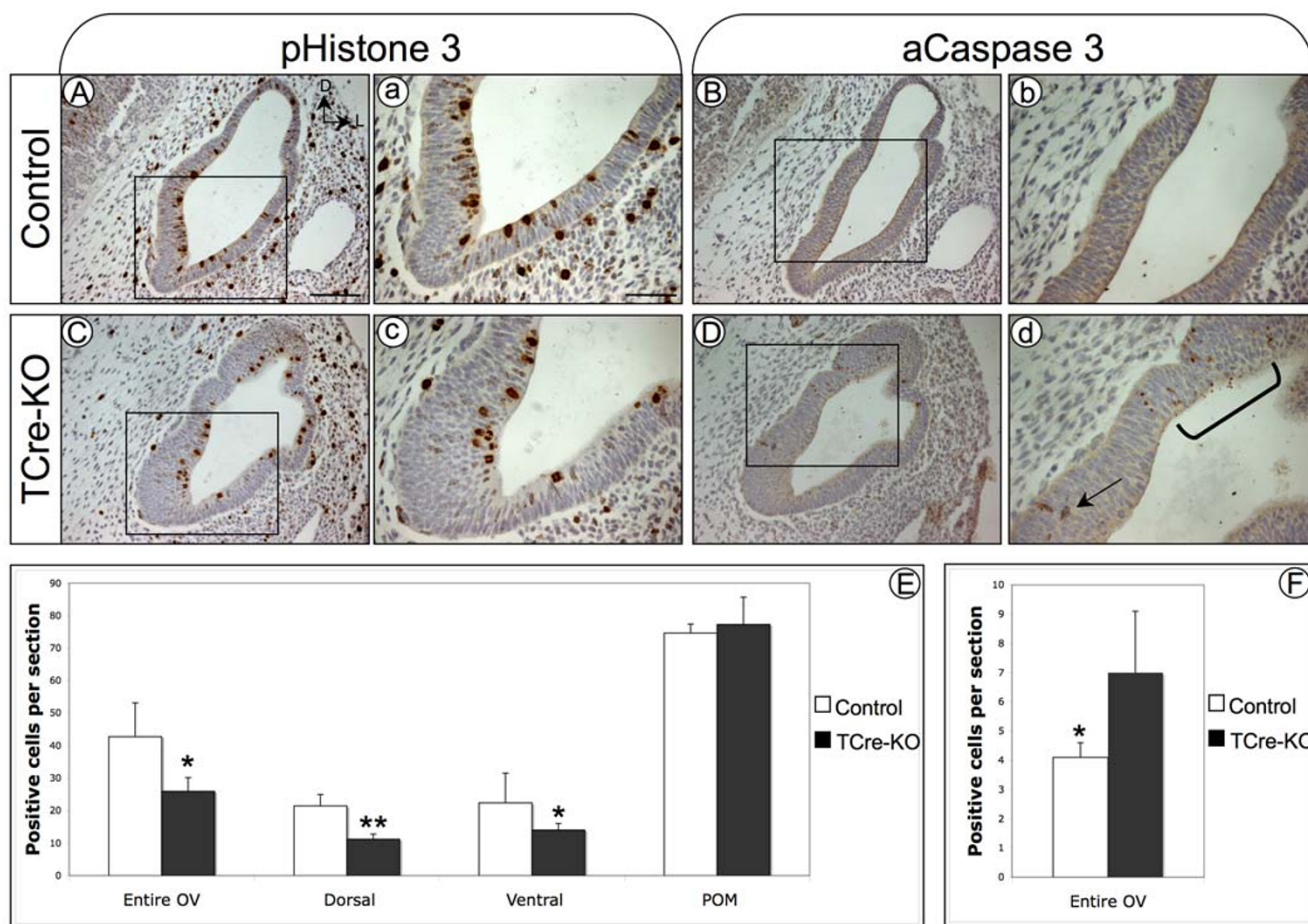 pHistone 3
aCaspase 3
Control
A
D
L
a
B
b
TCre-KO
C
c
D
d
E
Positive cells per section
90
80
70
60
50
40
30
20
10
0
*
**
*
Control
TCre-KO
Entire OV
Dorsal
Ventral
POM
F
Positive cells per section
10
9
8
7
6
5
4
3
2
1
0
*
Control
TCre-KO
Entire OV